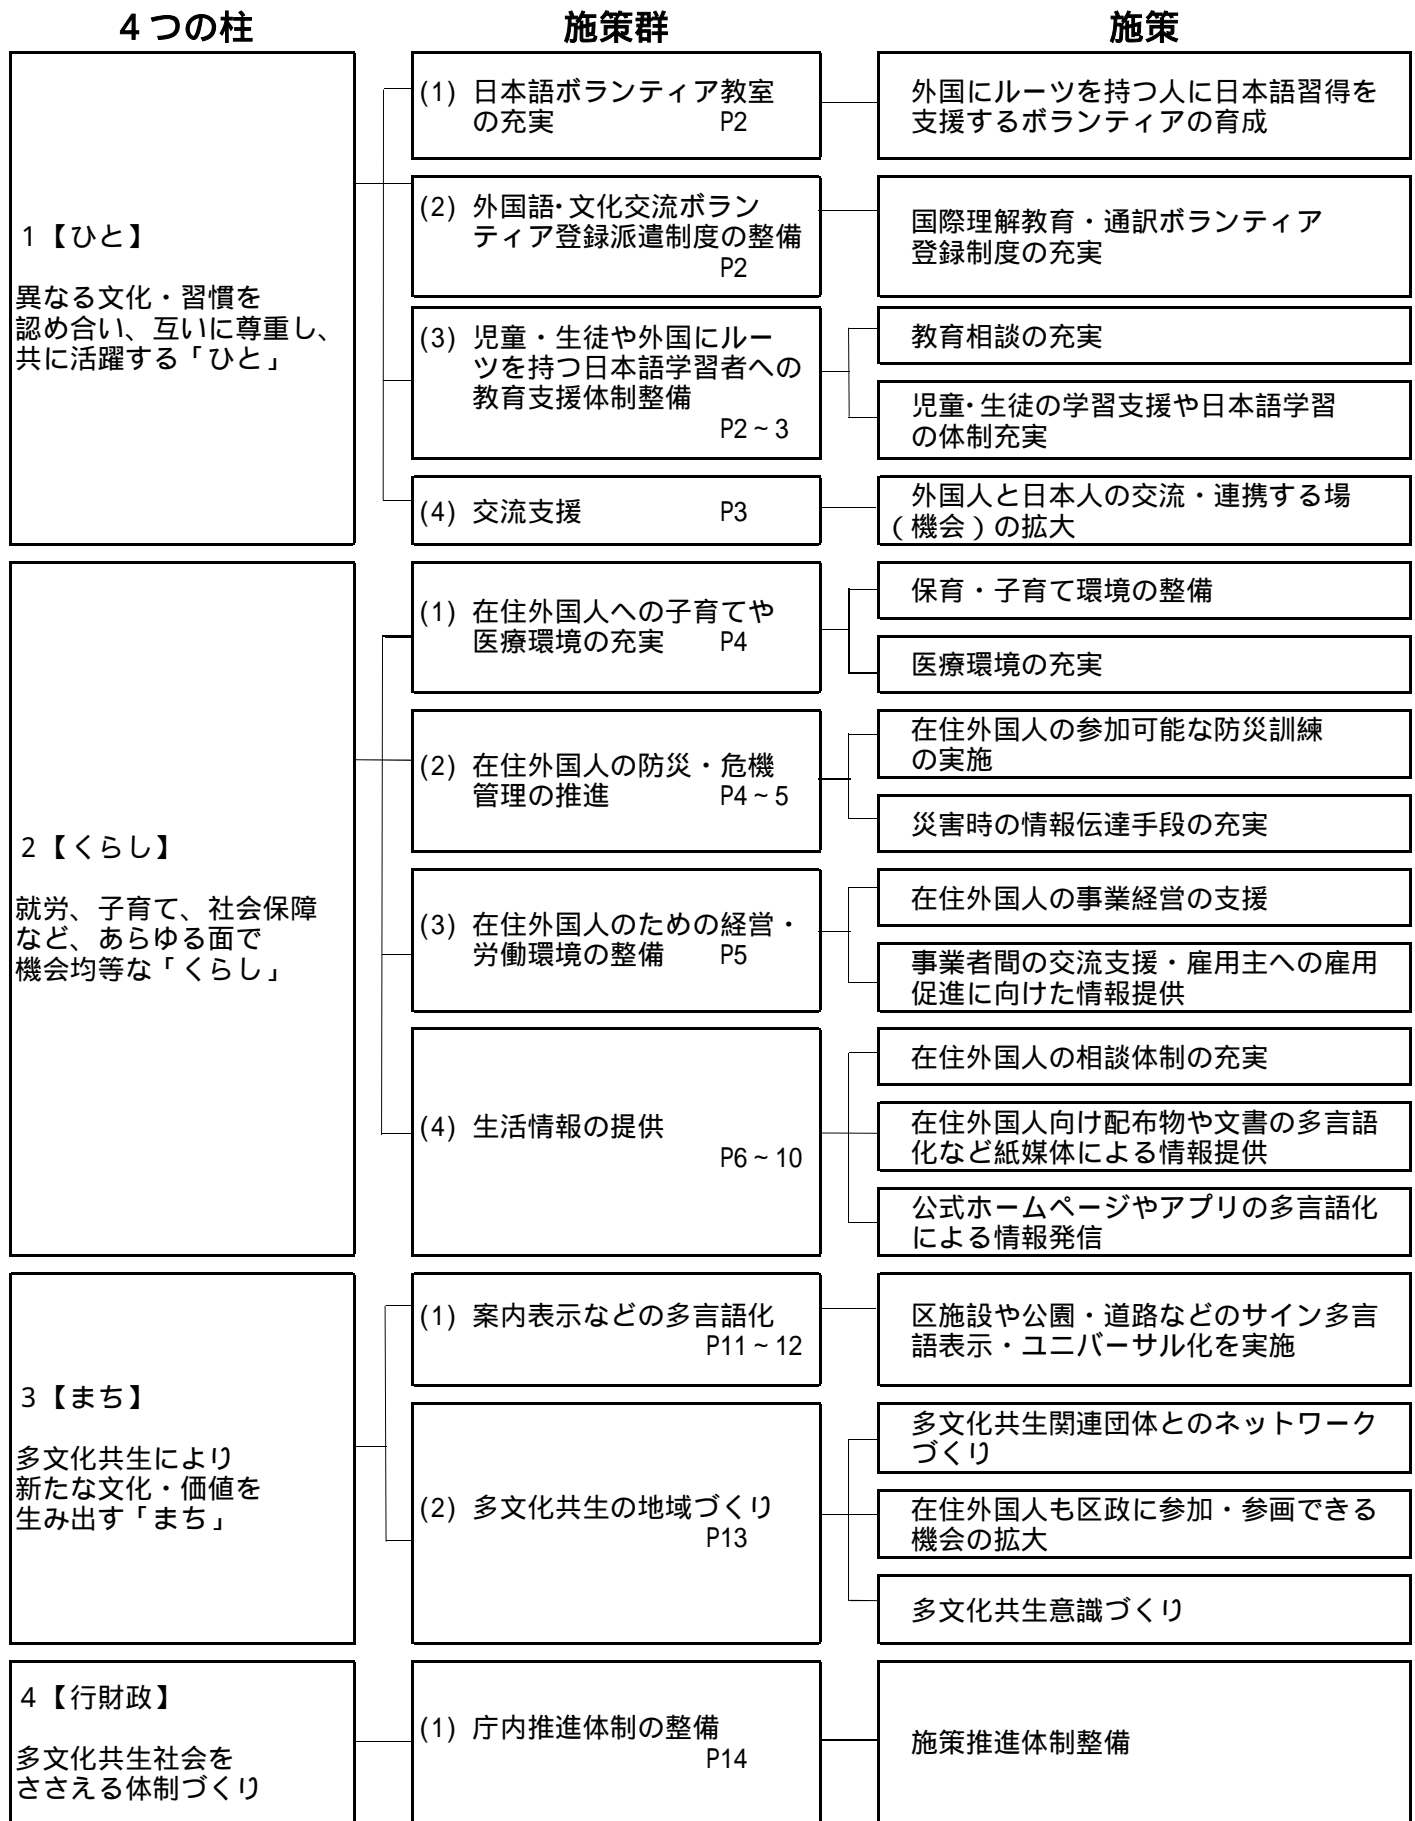 ４つの柱
施策群
施策
1【ひと】
異なる文化・習慣を
認め合い、互いに尊重し、
共に活躍する「ひと」
(1) 日本語ボランティア教室
の充実 P2
外国にルーツを持つ人に日本語習得を
支援するボランティアの育成
(2) 外国語・文化交流ボラン
ティア登録派遣制度の整備
P2
国際理解教育・通訳ボランティア
登録制度の充実
(3) 児童・生徒や外国にルー
ツを持つ日本語学習者への
教育支援体制整備
P2～3
教育相談の充実
児童・生徒の学習支援や日本語学習
の体制充実
(4) 交流支援 P3
外国人と日本人の交流・連携する場
（機会）の拡大
2【くらし】
就労、子育て、社会保障
など、あらゆる面で
機会均等な「くらし」
(1) 在住外国人への子育てや
医療環境の充実 P4
保育・子育て環境の整備
医療環境の充実
(2) 在住外国人の防災・危機
管理の推進 P4～5
在住外国人の参加可能な防災訓練
の実施
災害時の情報伝達手段の充実
(3) 在住外国人のための経営・
労働環境の整備 P5
在住外国人の事業経営の支援
事業者間の交流支援・雇用主への雇用
促進に向けた情報提供
(4) 生活情報の提供
P6～10
在住外国人の相談体制の充実
在住外国人向け配布物や文書の多言語
化など紙媒体による情報提供
公式ホームページやアプリの多言語化
による情報発信
3【まち】
多文化共生により
新たな文化・価値を
生み出す「まち」
(1) 案内表示などの多言語化
P11～12
区施設や公園・道路などのサイン多言
語表示・ユニバーサル化を実施
(2) 多文化共生の地域づくり
P13
多文化共生関連団体とのネットワーク
づくり
在住外国人も区政に参加・参画できる
機会の拡大
多文化共生意識づくり
4【行財政】
多文化共生社会を
ささえる体制づくり
(1) 庁内推進体制の整備
P14
施策推進体制整備